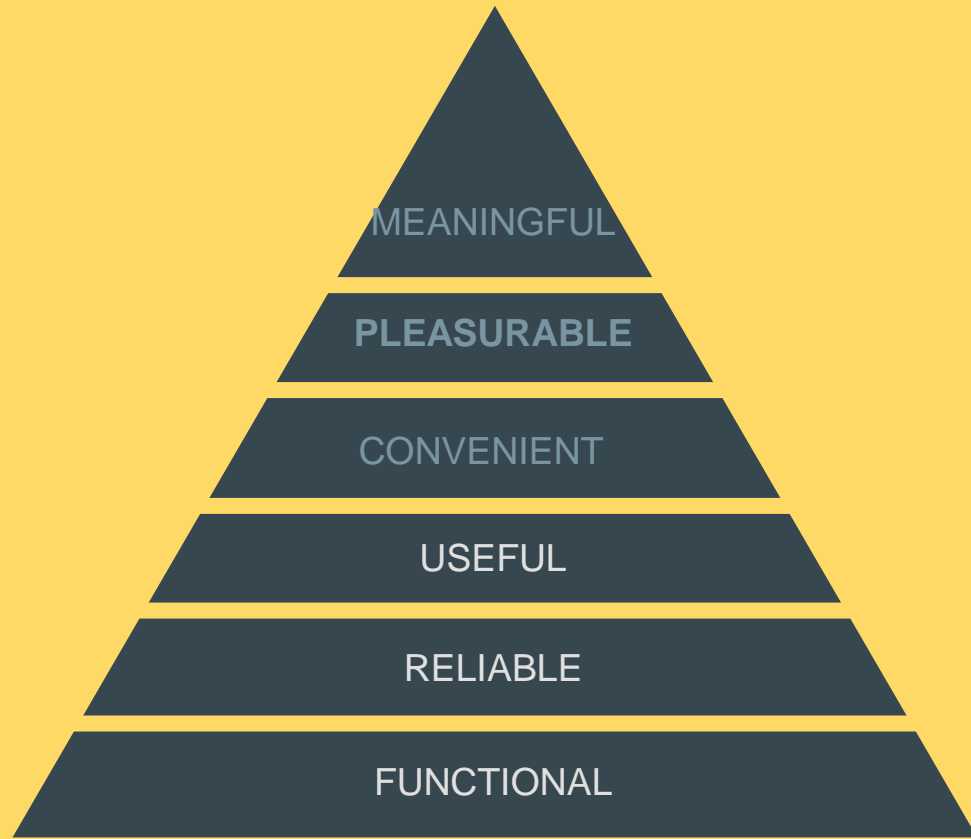 MEANINGFUL
PLEASURABLE
CONVENIENT
USEFUL
RELIABLE
FUNCTIONAL